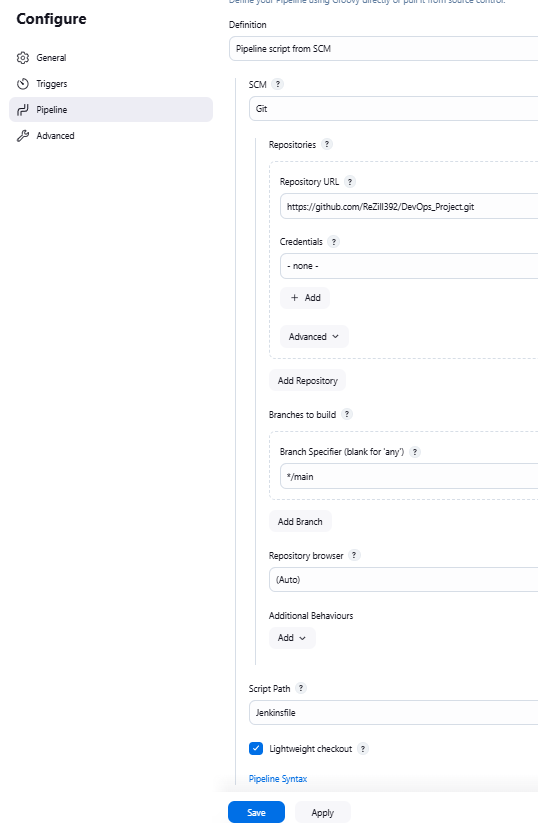 Configure
General
Triggers
Pipeline
Advanced
Define your Pipeline using Groovy directly or pull it from source control.
Definition
Pipeline script from SCM
SCM ?
Git
Repositories ?
Repository URL ?
https://github.com/ReZill392/DevOps_Project.git
Credentials ?
- none -
+ Add
Advanced
Add Repository
Branches to build ?
Branch Specifier (blank for 'any') ?
*/main
Add Branch
Repository browser ?
(Auto)
Additional Behaviours
Add
Script Path ?
Jenkinsfile
Lightweight checkout ?
Pipeline Syntax
Save Apply